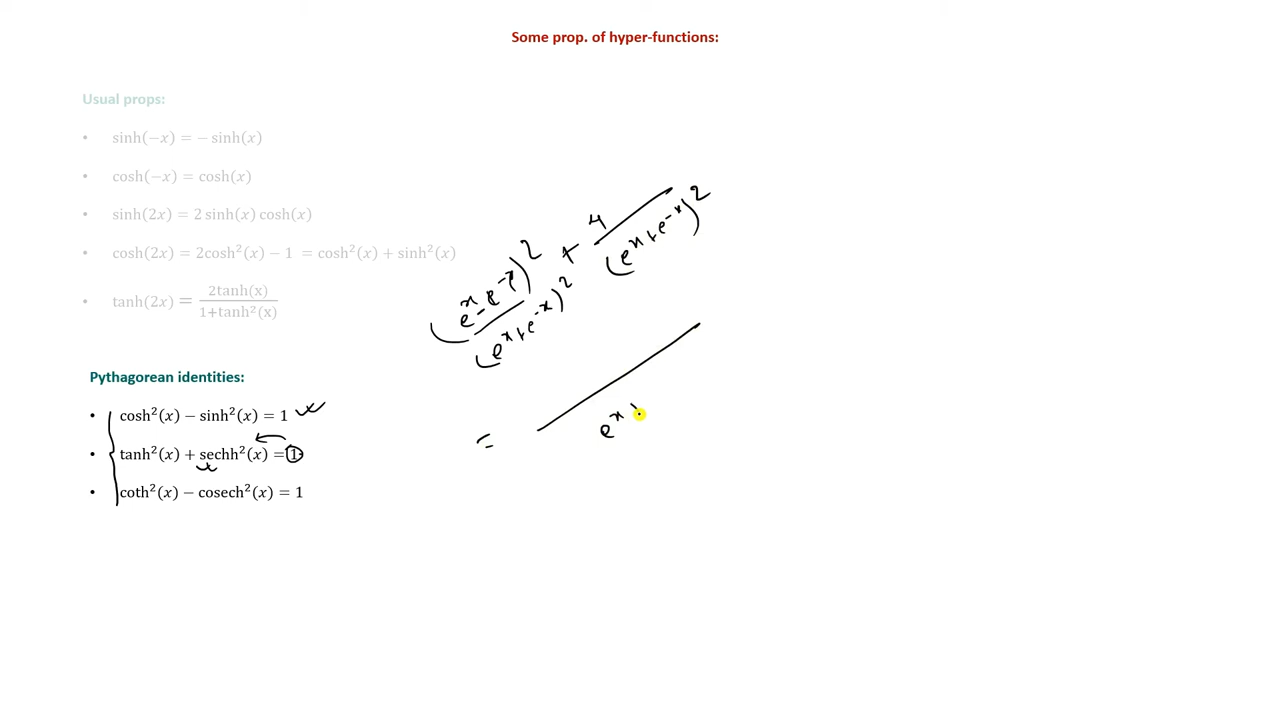 Some prop. of hyper-functions:
Usual props:
• sinh(−x) = − sinh(x)
• cosh(−x) = cosh(x)
• sinh(2x) = 2 sinh(x) cosh(x)
• cosh(2x) = 2cosh²(x) − 1 = cosh²(x) + sinh²(x)
• tanh(2x) = 2tanh(x) / 1+tanh²(x)
Pythagorean identities:
• cosh²(x) − sinh²(x) = 1
• tanh²(x) + sechh²(x) = 1
• coth²(x) − cosech²(x) = 1
(e^x − e^−x)² / (e^x + e^−x)² + 4 / (e^x + e^−x)²
= / e^x +